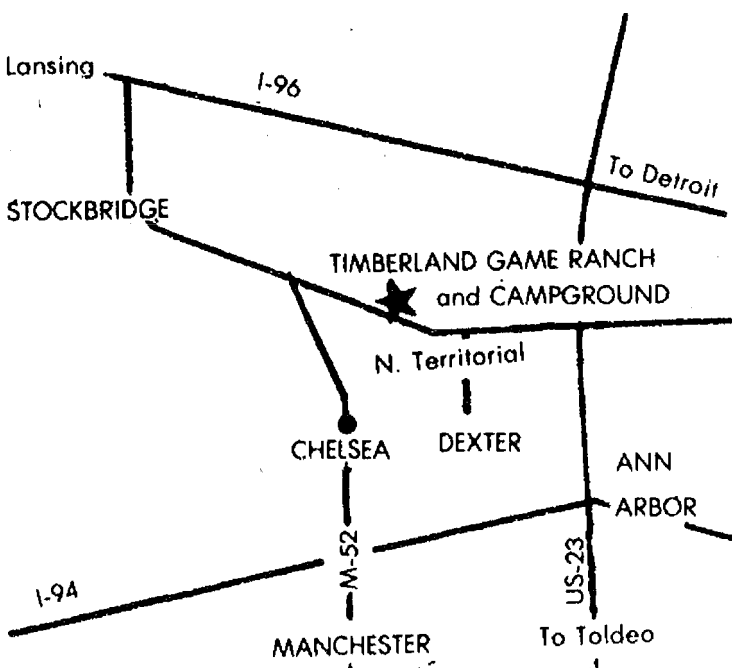 Lansing
I-96
To Detroit
STOCKBRIDGE
TIMBERLAND GAME RANCH
and CAMPGROUND
N. Territorial
CHELSEA
DEXTER
ANN
ARBOR
M-52
US-23
I-94
MANCHESTER
To Toldeo